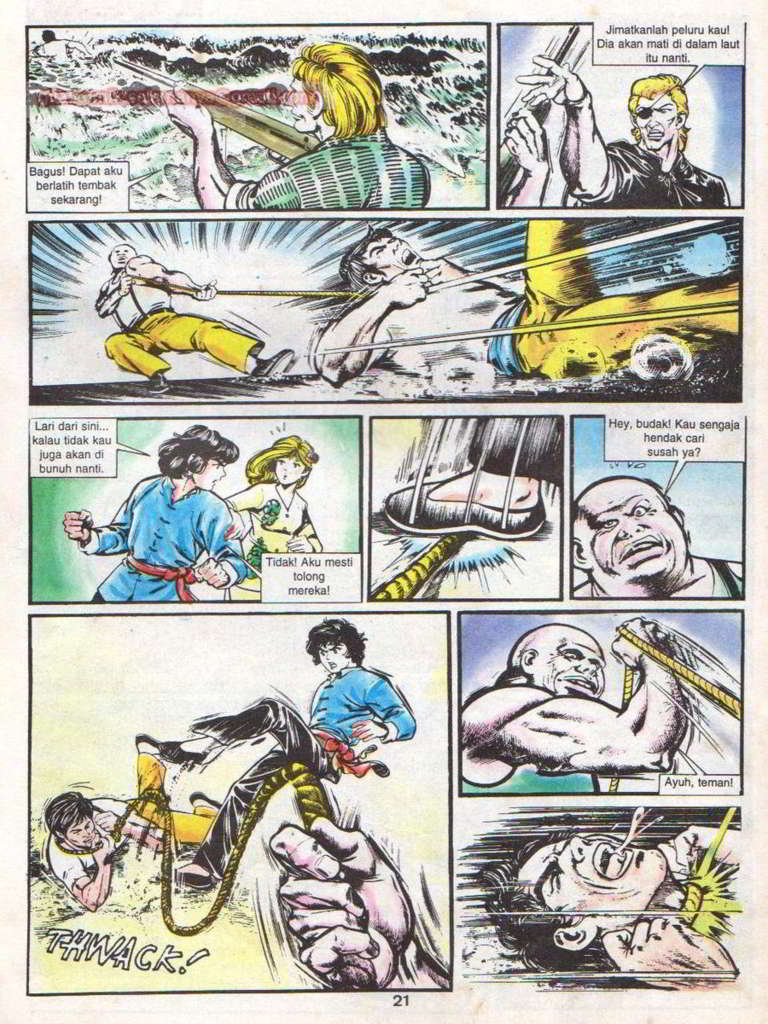 Bagus! Dapat aku
berlatih tembak
sekarang!
Jimatkanlah peluru kau!
Dia akan mati di dalam laut
itu nanti.
Lari dari sini...
kalau tidak kau
juga akan di
bunuh nanti.
Tidak! Aku mesti
tolong
mereka!
Hey, budak! Kau sengaja
hendak cari
susah ya?
THWACK!
Ayuh, teman!
21